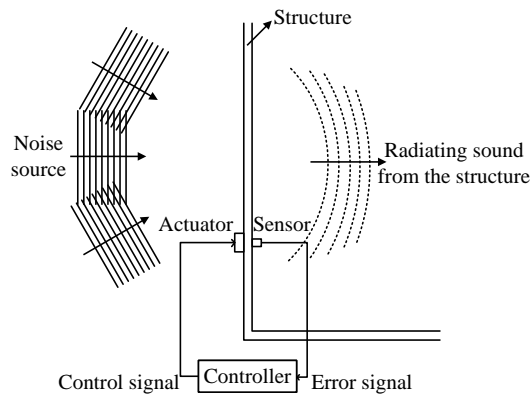 Structure
Noise
source
Radiating sound
from the structure
Actuator
Sensor
Control signal
Controller
Error signal